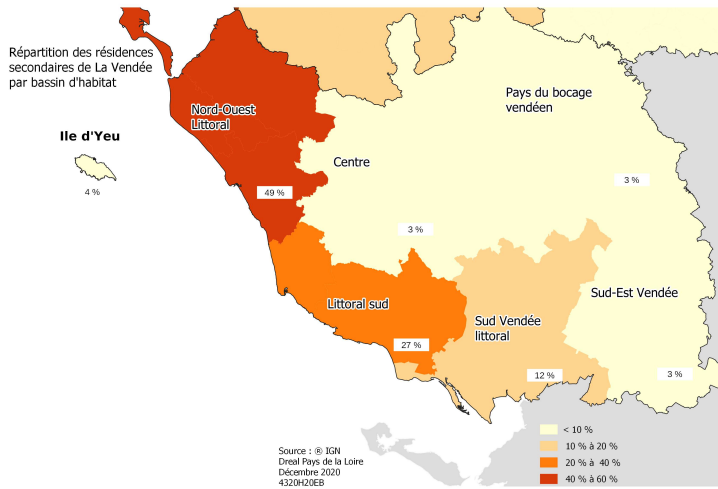 Répartition des résidences
secondaires de La Vendée
par bassin d'habitat
Nord-Ouest
Littoral
Pays du bocage
vendéen
Ile d'Yeu
Centre
4 %
49 %
3 %
3 %
Littoral sud
Sud-Est Vendée
Sud Vendée
littoral
27 %
12 %
3 %
< 10 %
10 % à 20 %
20 % à 40 %
40 % à 60 %
Source : ® IGN
Dreal Pays de la Loire
Décembre 2020
4320H20EB